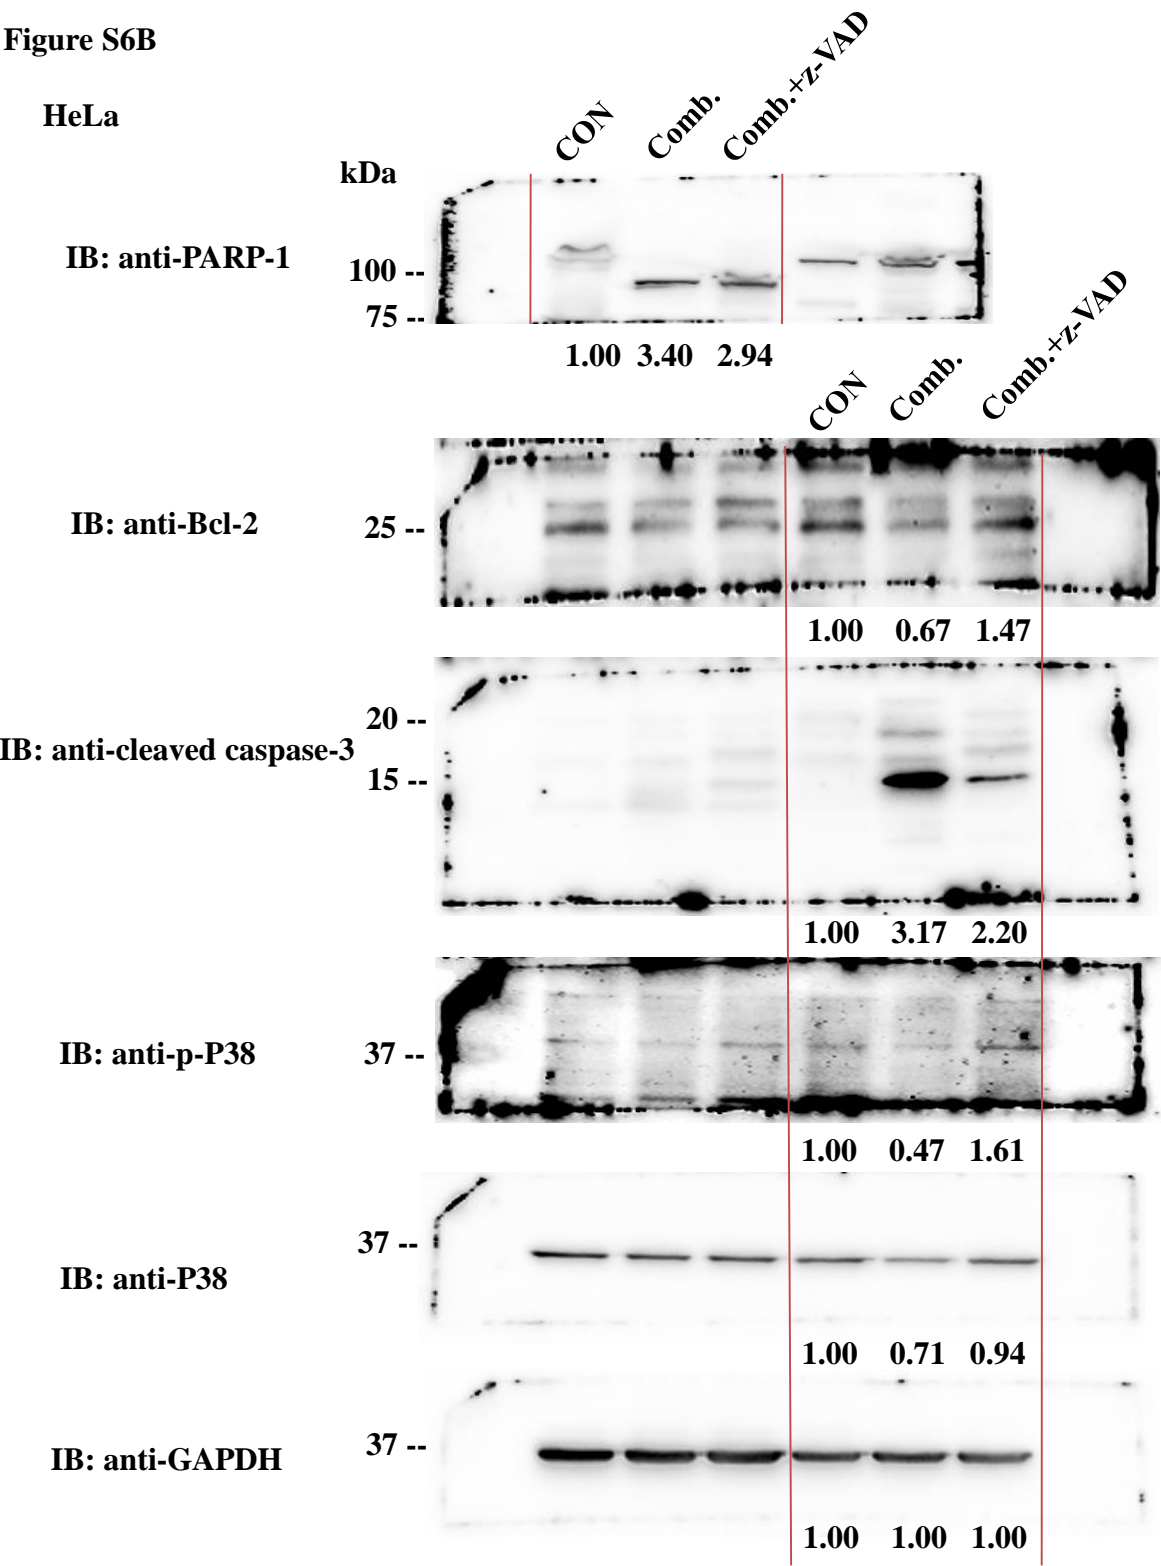 Figure S6B
HeLa
CON Comb. Comb.+z-VAD
kDa
IB: anti-PARP-1
100 --
75 --
1.00 3.40 2.94
CON Comb. Comb.+z-VAD
IB: anti-Bcl-2
25 --
1.00 0.67 1.47
20 --
IB: anti-cleaved caspase-3
15 --
1.00 3.17 2.20
IB: anti-p-P38
37 --
1.00 0.47 1.61
37 --
IB: anti-P38
1.00 0.71 0.94
37 --
IB: anti-GAPDH
1.00 1.00 1.00